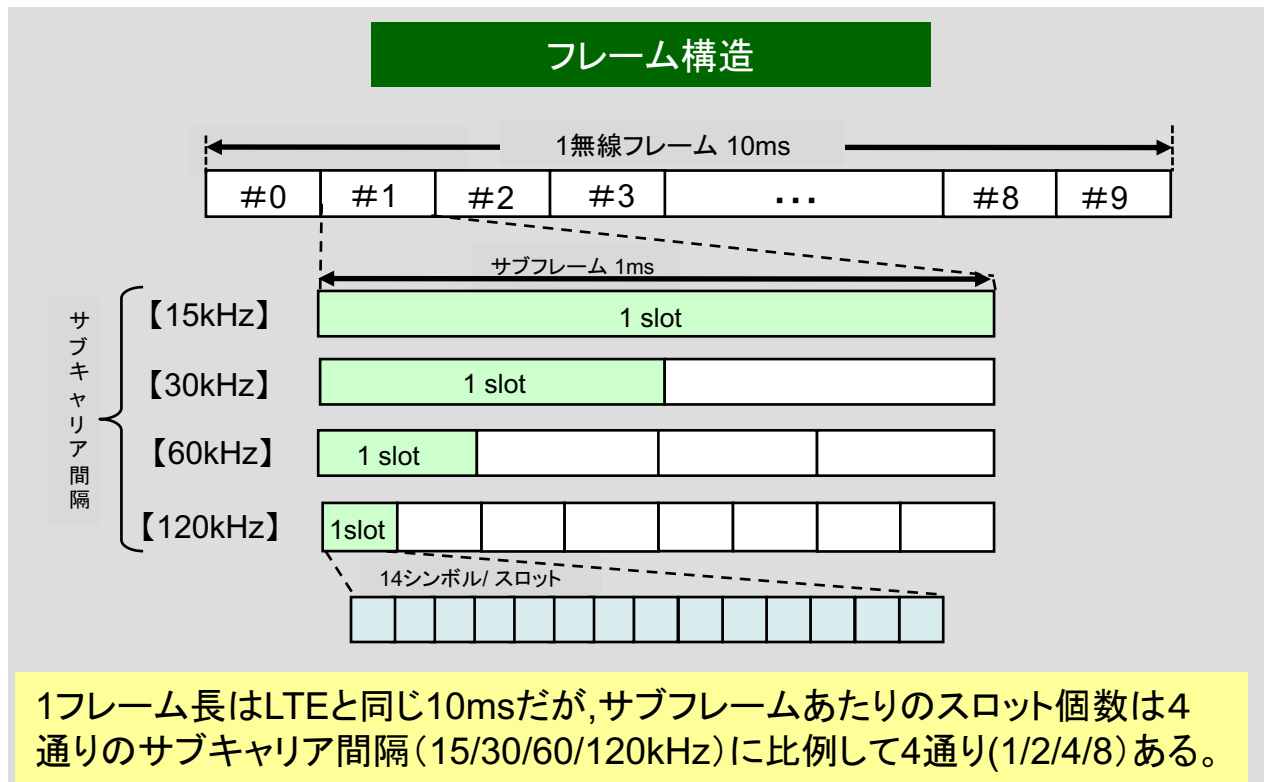 フレーム構造
1無線フレーム 10ms
#0 #1 #2 #3 ・・・ #8 #9
サブフレーム 1ms
サブキャリア間隔
【15kHz】 1 slot
【30kHz】 1 slot
【60kHz】 1 slot
【120kHz】 1slot
14シンボル/ スロット
1フレーム長はLTEと同じ10msだが,サブフレームあたりのスロット個数は４
通りのサブキャリア間隔（15/30/60/120kHz）に比例して4通り(1/2/4/8）ある。